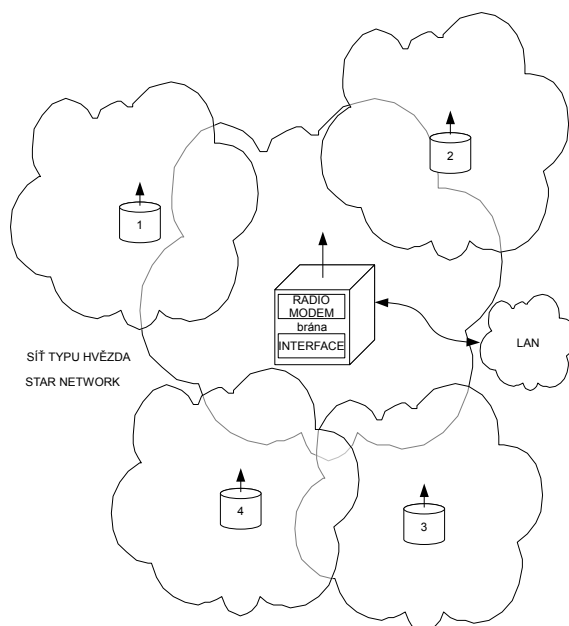 2
1
RADIO
MODEM
brána
INTERFACE
LAN
SÍŤ TYPU HVĚZDA
STAR NETWORK
4
3